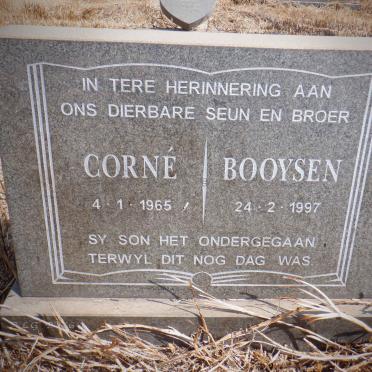 IN TERE HERINNERING AAN
ONS DIERBARE SEUN EN BROER
CORNÉ BOOYSEN
4-1-1965 24-2-1997
SY SON HET ONDERGEGAAN
TERWYL DIT NOG DAG WAS.